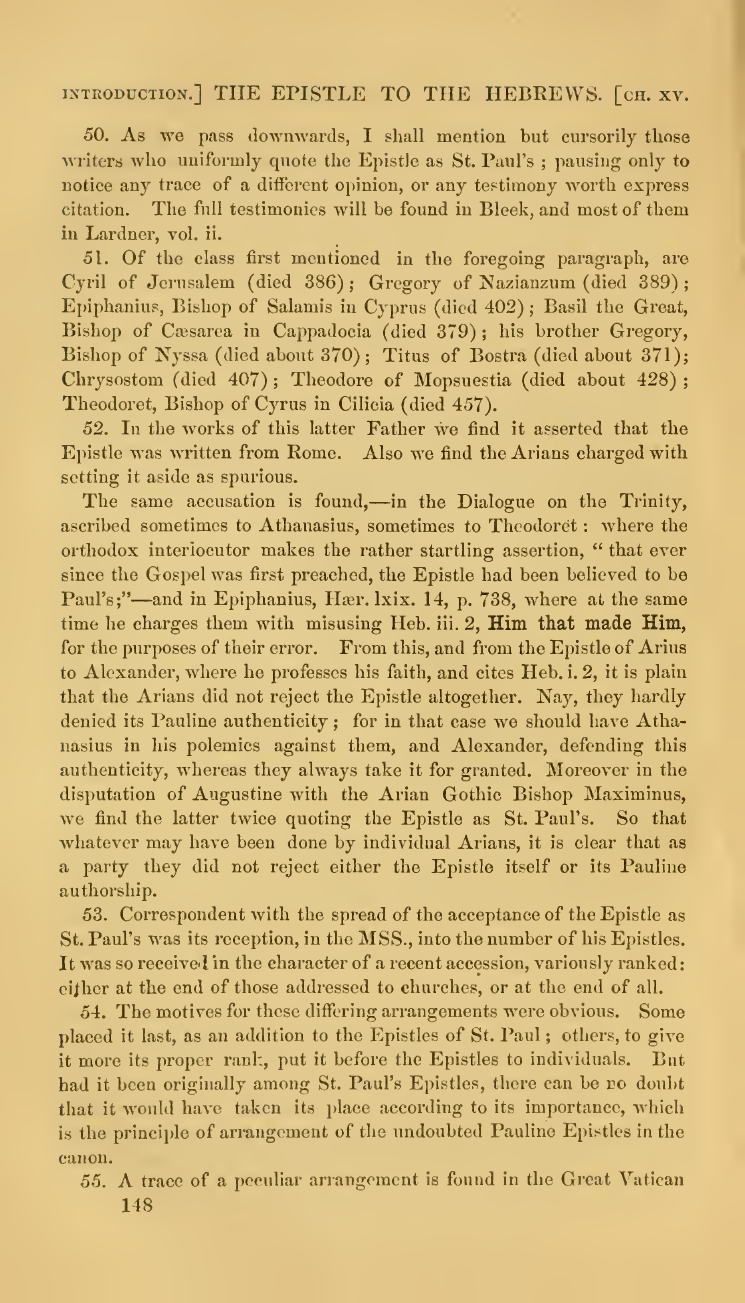 INTRODUCTION.] THE EPISTLE TO THE HEBREWS. [CH. XV.
50. As we pass downwards, I shall mention but cursorily those
writers who uniformly quote the Epistle as St. Paul's ; pausing only to
notice any trace of a different opinion, or any testimony worth express
citation. The full testimonies will be found in Bleek, and most of them
in Lardner, vol. ii.
51. Of the class first mentioned in the foregoing paragraph, are
Cyril of Jerusalem (died 386) ; Gregory of Nazianzum (died 389) ;
Epiphanius, Bishop of Salamis in Cyprus (died 402) ; Basil the Great,
Bishop of Cæsarea in Cappadocia (died 379) ; his brother Gregory,
Bishop of Nyssa (died about 370) ; Titus of Bostra (died about 371);
Chrysostom (died 407) ; Theodore of Mopsuestia (died about 428) ;
Theodoret, Bishop of Cyrus in Cilicia (died 457).
52. In the works of this latter Father we find it asserted that the
Epistle was written from Rome. Also we find the Arians charged with
setting it aside as spurious.
The same accusation is found,—in the Dialogue on the Trinity,
ascribed sometimes to Athanasius, sometimes to Theodoret : where the
orthodox interlocutor makes the rather startling assertion, “ that ever
since the Gospel was first preached, the Epistle had been believed to be
Paul's;”—and in Epiphanius, Hær. lxix. 14, p. 738, where at the same
time he charges them with misusing Heb. iii. 2, Him that made Him,
for the purposes of their error. From this, and from the Epistle of Arius
to Alexander, where he professes his faith, and cites Heb. i. 2, it is plain
that the Arians did not reject the Epistle altogether. Nay, they hardly
denied its Pauline authenticity ; for in that case we should have Atha-
nasius in his polemics against them, and Alexander, defending this
authenticity, whereas they always take it for granted. Moreover in the
disputation of Augustine with the Arian Gothic Bishop Maximinus,
we find the latter twice quoting the Epistle as St. Paul's. So that
whatever may have been done by individual Arians, it is clear that as
a party they did not reject either the Epistle itself or its Pauline
authorship.
53. Correspondent with the spread of the acceptance of the Epistle as
St. Paul's was its reception, in the MSS., into the number of his Epistles.
It was so received in the character of a recent accession, variously ranked:
either at the end of those addressed to churches, or at the end of all.
54. The motives for these differing arrangements were obvious. Some
placed it last, as an addition to the Epistles of St. Paul ; others, to give
it more its proper rank, put it before the Epistles to individuals. But
had it been originally among St. Paul's Epistles, there can be no doubt
that it would have taken its place according to its importance, which
is the principle of arrangement of the undoubted Pauline Epistles in the
canon.
55. A trace of a peculiar arrangement is found in the Great Vatican
148